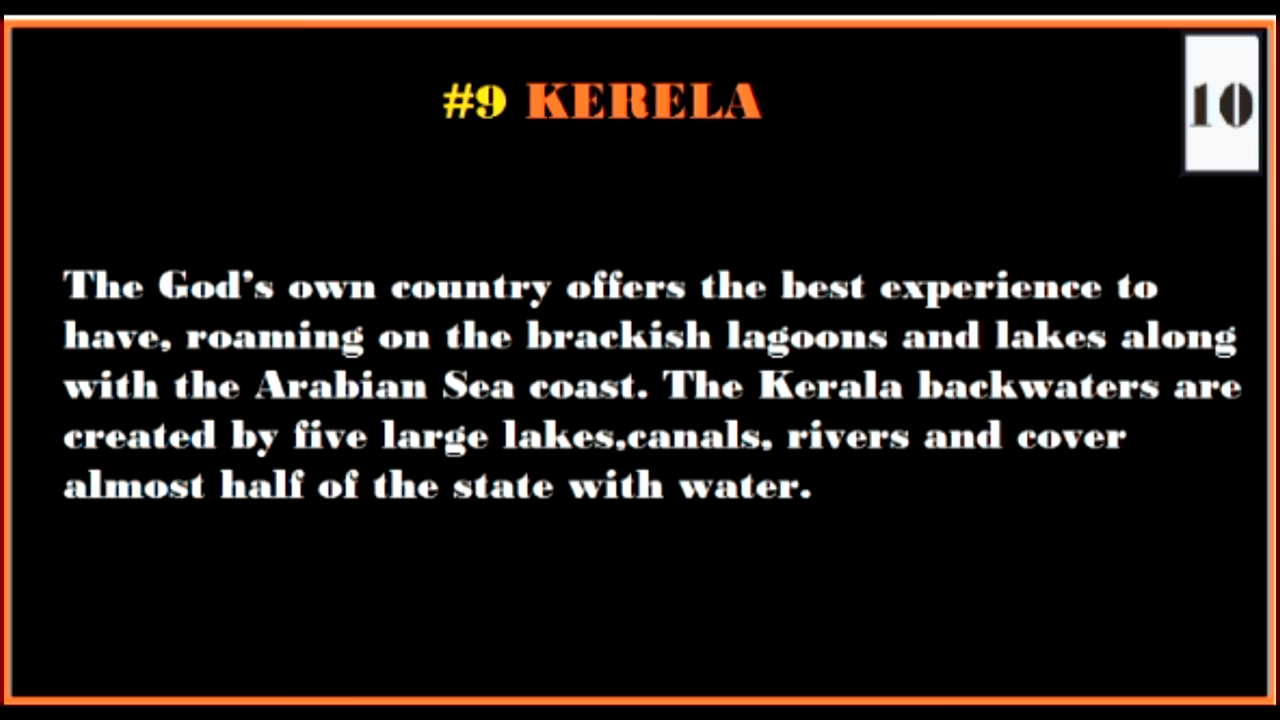 #9 KERELA
10
The God's own country offers the best experience to
have, roaming on the brackish lagoons and lakes along
with the Arabian Sea coast. The Kerala backwaters are
created by five large lakes,canals, rivers and cover
almost half of the state with water.